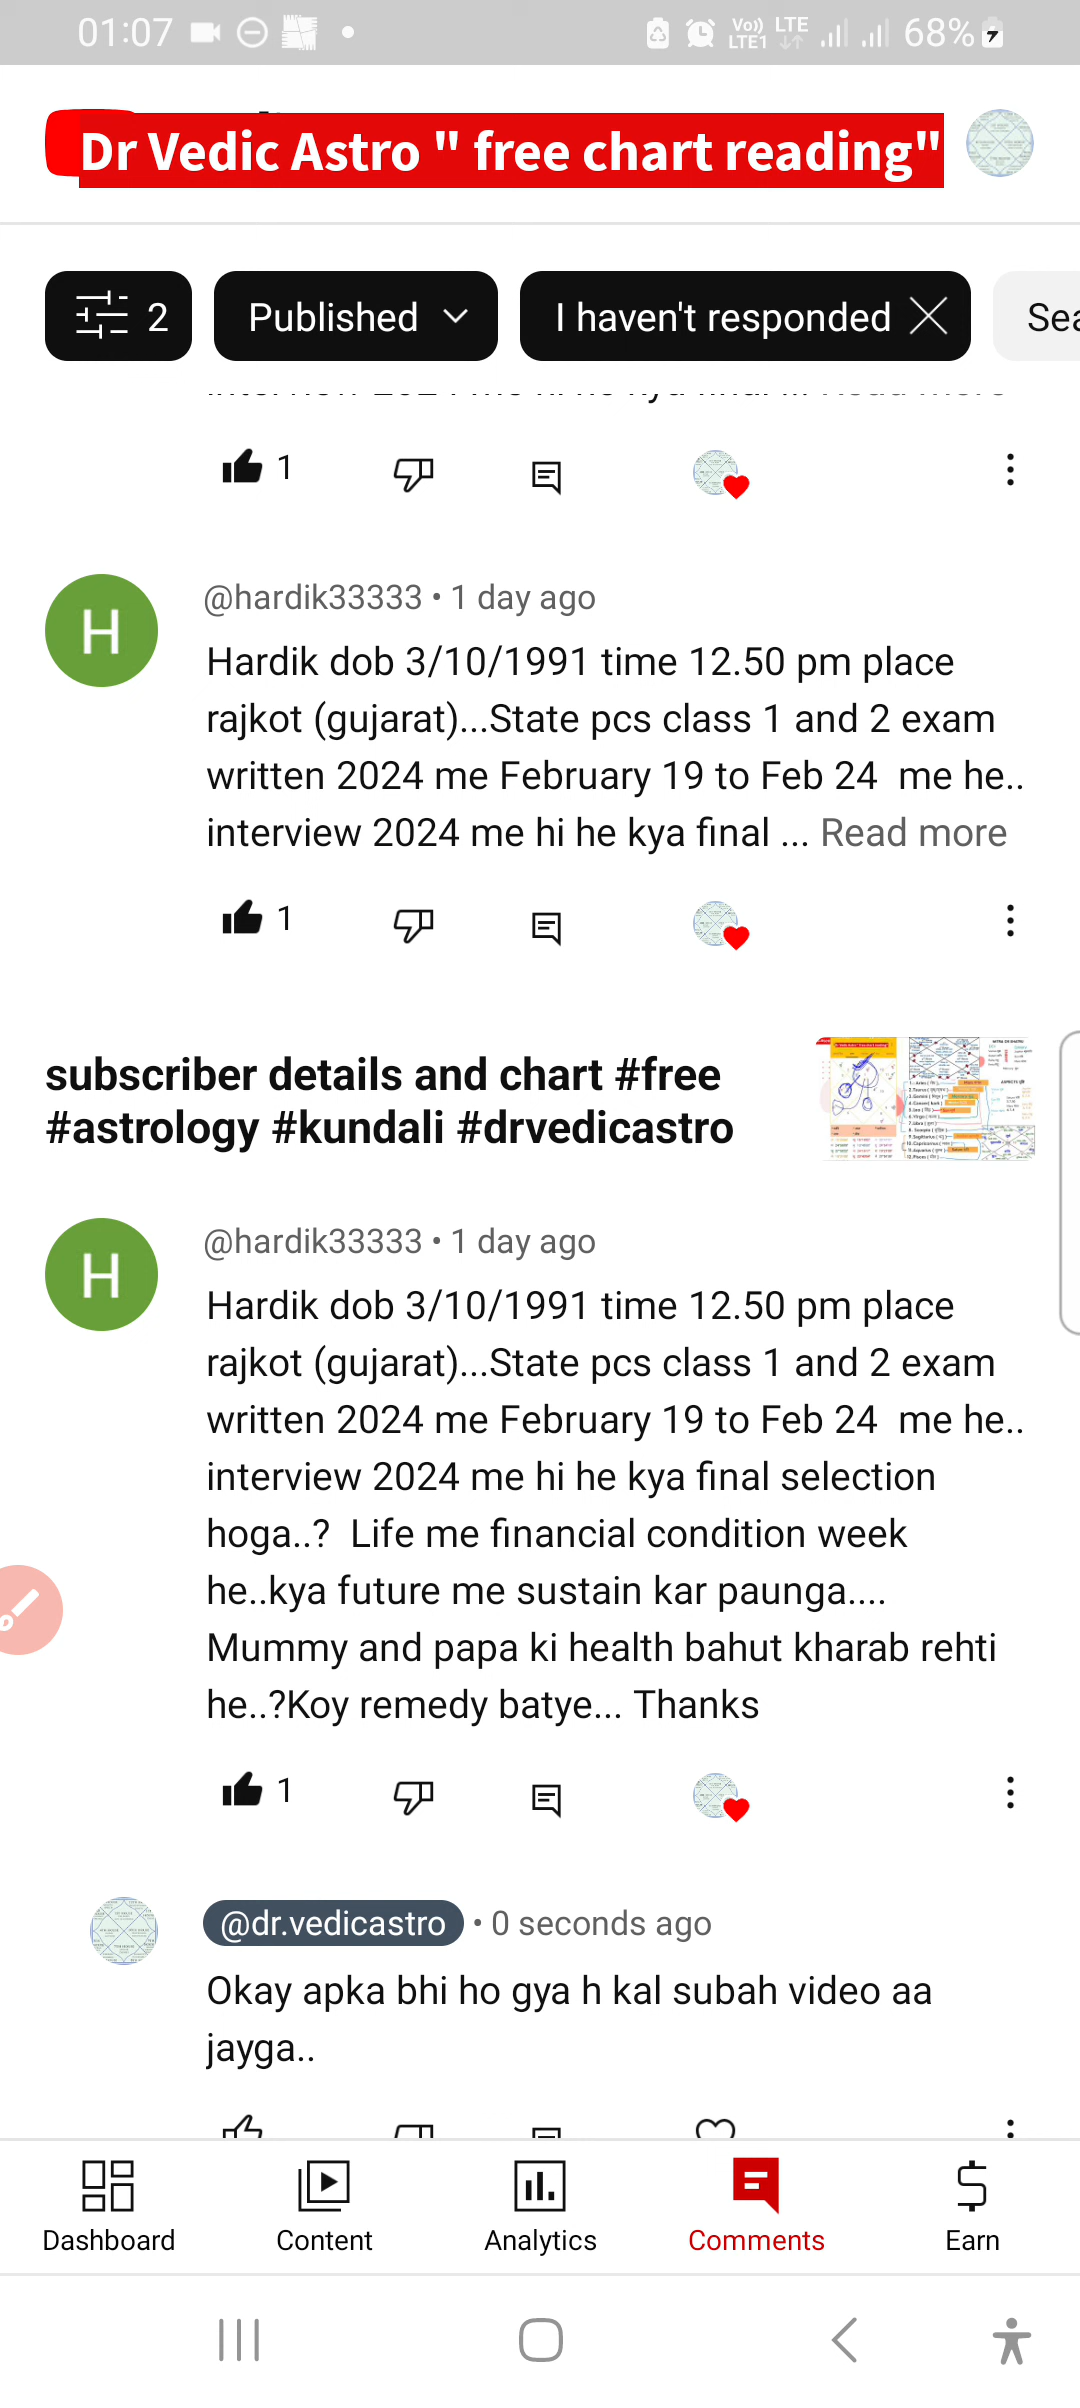 01:07
Vo)) LTE
LTE1
68%
Dr Vedic Astro " free chart reading"
2
Published
I haven't responded
Sea
1
@hardik33333 • 1 day ago
Hardik dob 3/10/1991 time 12.50 pm place
rajkot (gujarat)...State pcs class 1 and 2 exam
written 2024 me February 19 to Feb 24  me he..
interview 2024 me hi he kya final ... Read more
1
subscriber details and chart #free
#astrology #kundali #drvedicastro
@hardik33333 • 1 day ago
Hardik dob 3/10/1991 time 12.50 pm place
rajkot (gujarat)...State pcs class 1 and 2 exam
written 2024 me February 19 to Feb 24  me he..
interview 2024 me hi he kya final selection
hoga..?  Life me financial condition week
he..kya future me sustain kar paunga....
Mummy and papa ki health bahut kharab rehti
he..?Koy remedy batye... Thanks
1
@dr.vedicastro • 0 seconds ago
Okay apka bhi ho gya h kal subah video aa
jayga..
Dashboard
Content
Analytics
Comments
Earn